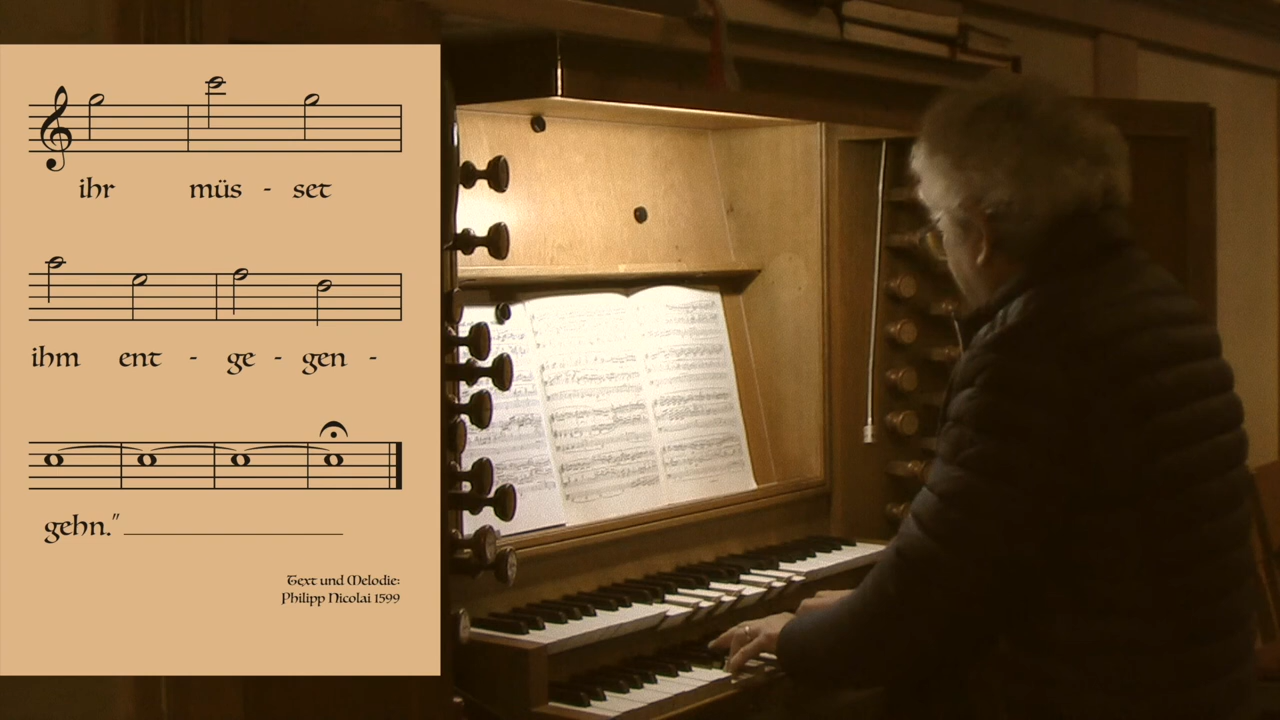 ihr müs - set
ihm ent - ge - gen -
gehn."
Text und Melodie:
Philipp Nicolai 1599